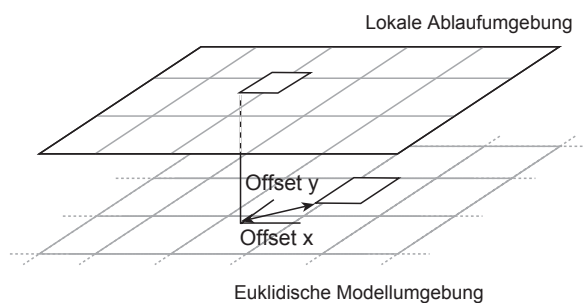 Lokale Ablaufumgebung
Offset y
Offset x
Euklidische Modellumgebung